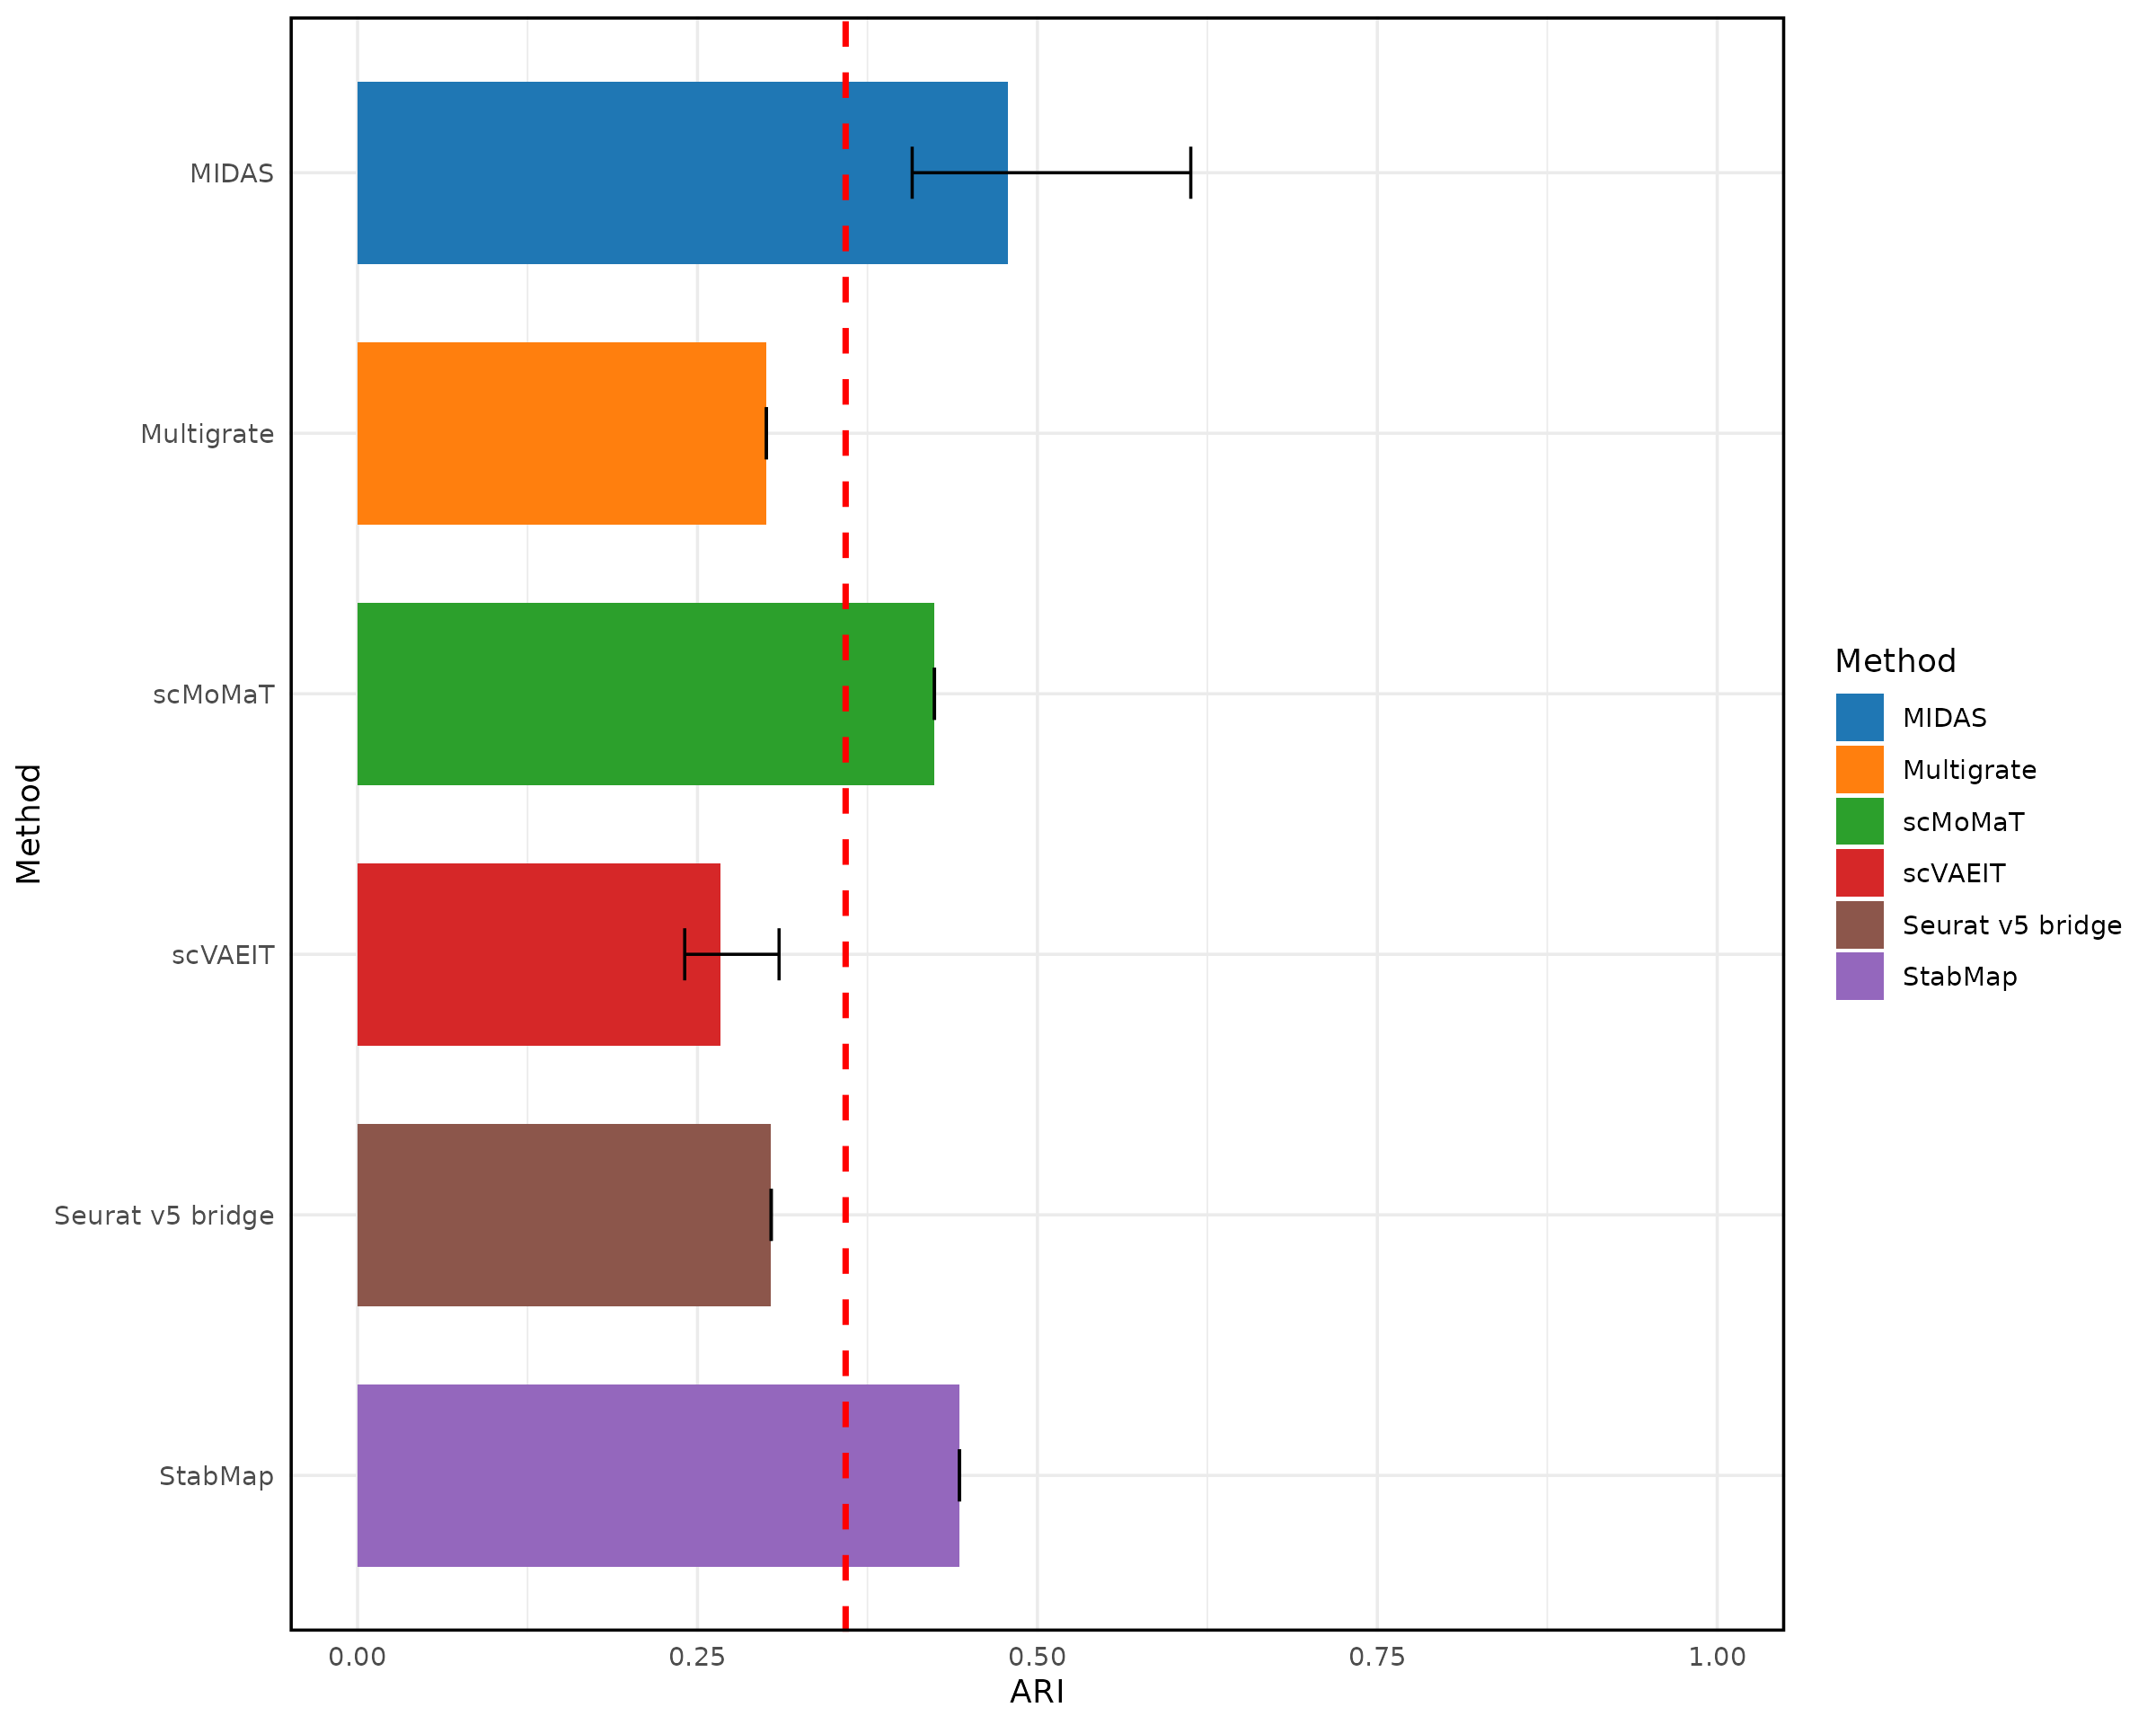 MIDAS
Multigrate
scMoMaT
scVAEIT
Seurat v5 bridge
StabMap
Method
0.00 0.25 0.50 0.75 1.00
ARI
Method
MIDAS
Multigrate
scMoMaT
scVAEIT
Seurat v5 bridge
StabMap